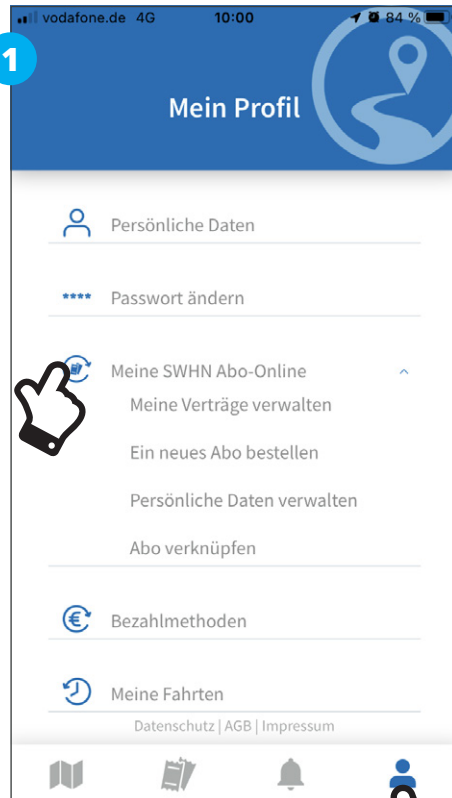 vodafone.de 4G 10:00 84 %
1
Mein Profil
Persönliche Daten
**** Passwort ändern
Meine SWHN Abo-Online
Meine Verträge verwalten
Ein neues Abo bestellen
Persönliche Daten verwalten
Abo verknüpfen
Bezahlmethoden
Meine Fahrten
Datenschutz | AGB | Impressum